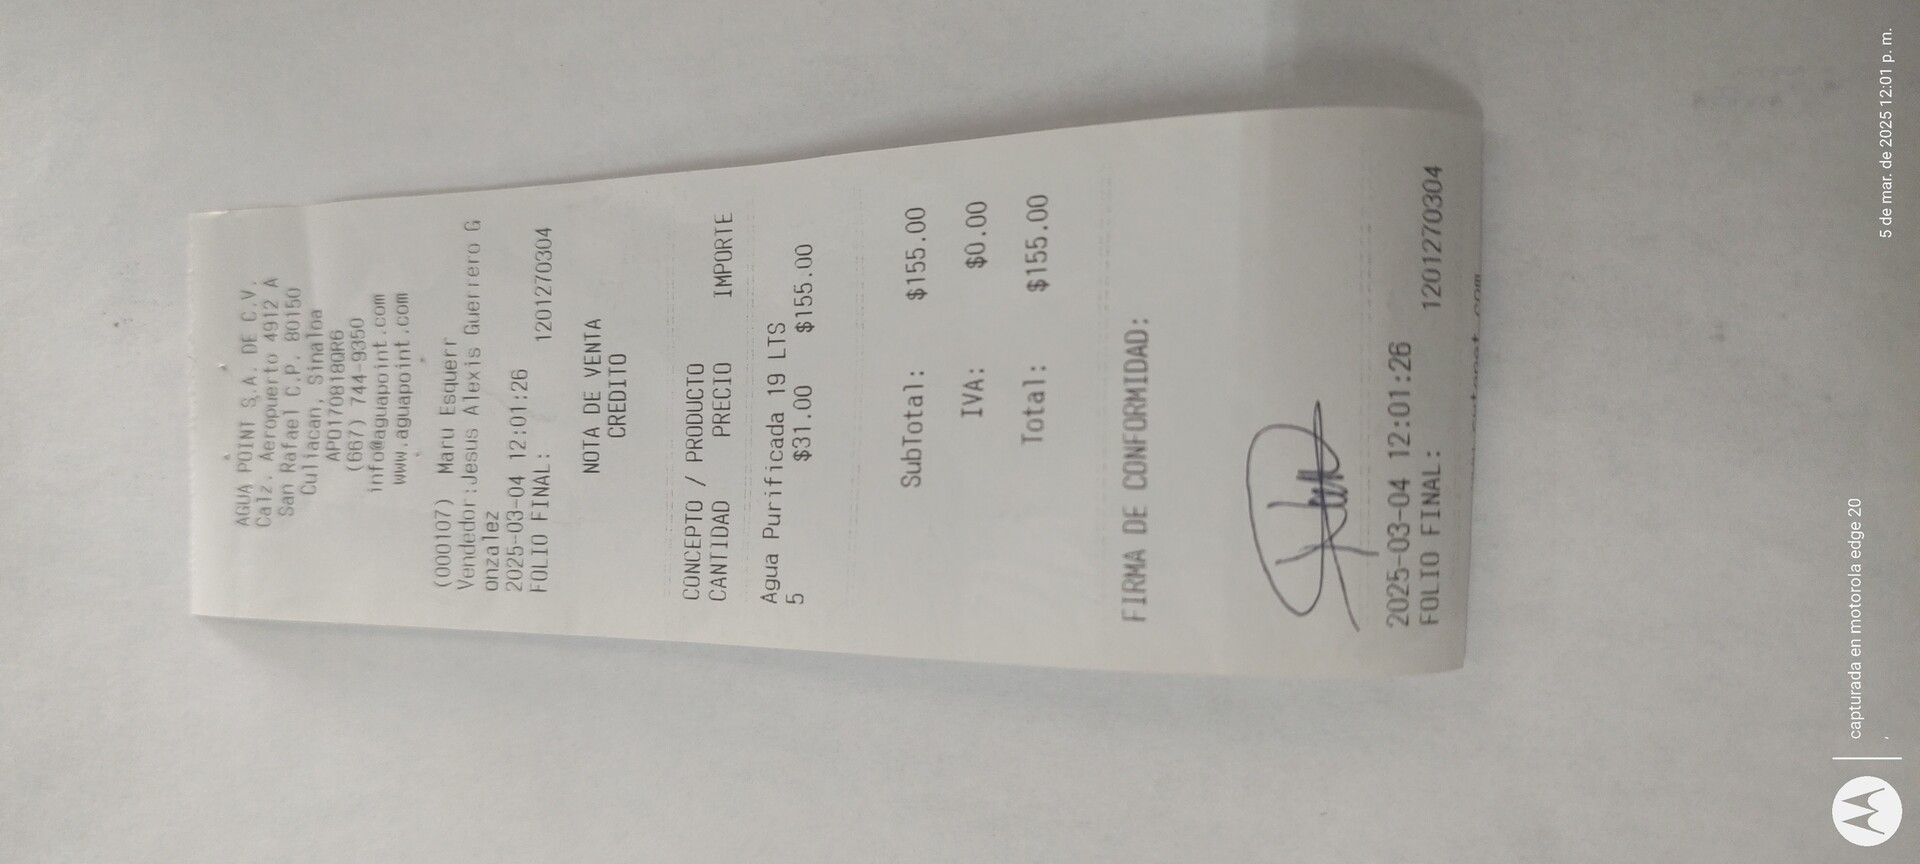 AGUA POINT S.A. DE C.V.
Calz. Aeropuerto 4912 A
San Rafael C.P. 80150
Culiacan, Sinaloa
APO170818QR6
(667) 744-9350
info@aguapoint.com
www.aguapoint.com
(000107) Maru Esquerr
Vendedor:Jesus Alexis Guerrero G
onzalez
2025-03-04 12:01:26
FOLIO FINAL: 1201270304
NOTA DE VENTA
CREDITO
CONCEPTO / PRODUCTO
CANTIDAD PRECIO IMPORTE
Agua Purificada 19 LTS
5 $31.00 $155.00
SubTotal: $155.00
IVA: $0.00
Total: $155.00
FIRMA DE CONFORMIDAD:
2025-03-04 12:01:26
FOLIO FINAL: 1201270304
capturada en motorola edge 20
,
5 de mar. de 2025 12:01 p. m.